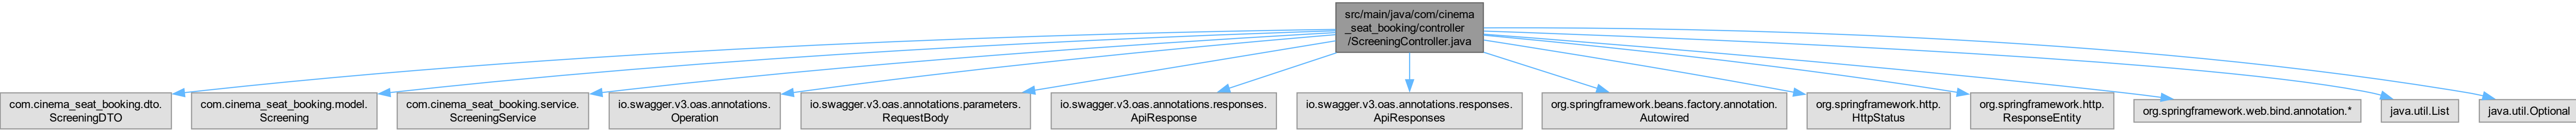 src/main/java/com/cinema
_seat_booking/controller
/ScreeningController.java
com.cinema_seat_booking.dto.
ScreeningDTO
com.cinema_seat_booking.model.
Screening
com.cinema_seat_booking.service.
ScreeningService
io.swagger.v3.oas.annotations.
Operation
io.swagger.v3.oas.annotations.parameters.
RequestBody
io.swagger.v3.oas.annotations.responses.
ApiResponse
io.swagger.v3.oas.annotations.responses.
ApiResponses
org.springframework.beans.factory.annotation.
Autowired
org.springframework.http.
HttpStatus
org.springframework.http.
ResponseEntity
org.springframework.web.bind.annotation.*
java.util.List
java.util.Optional